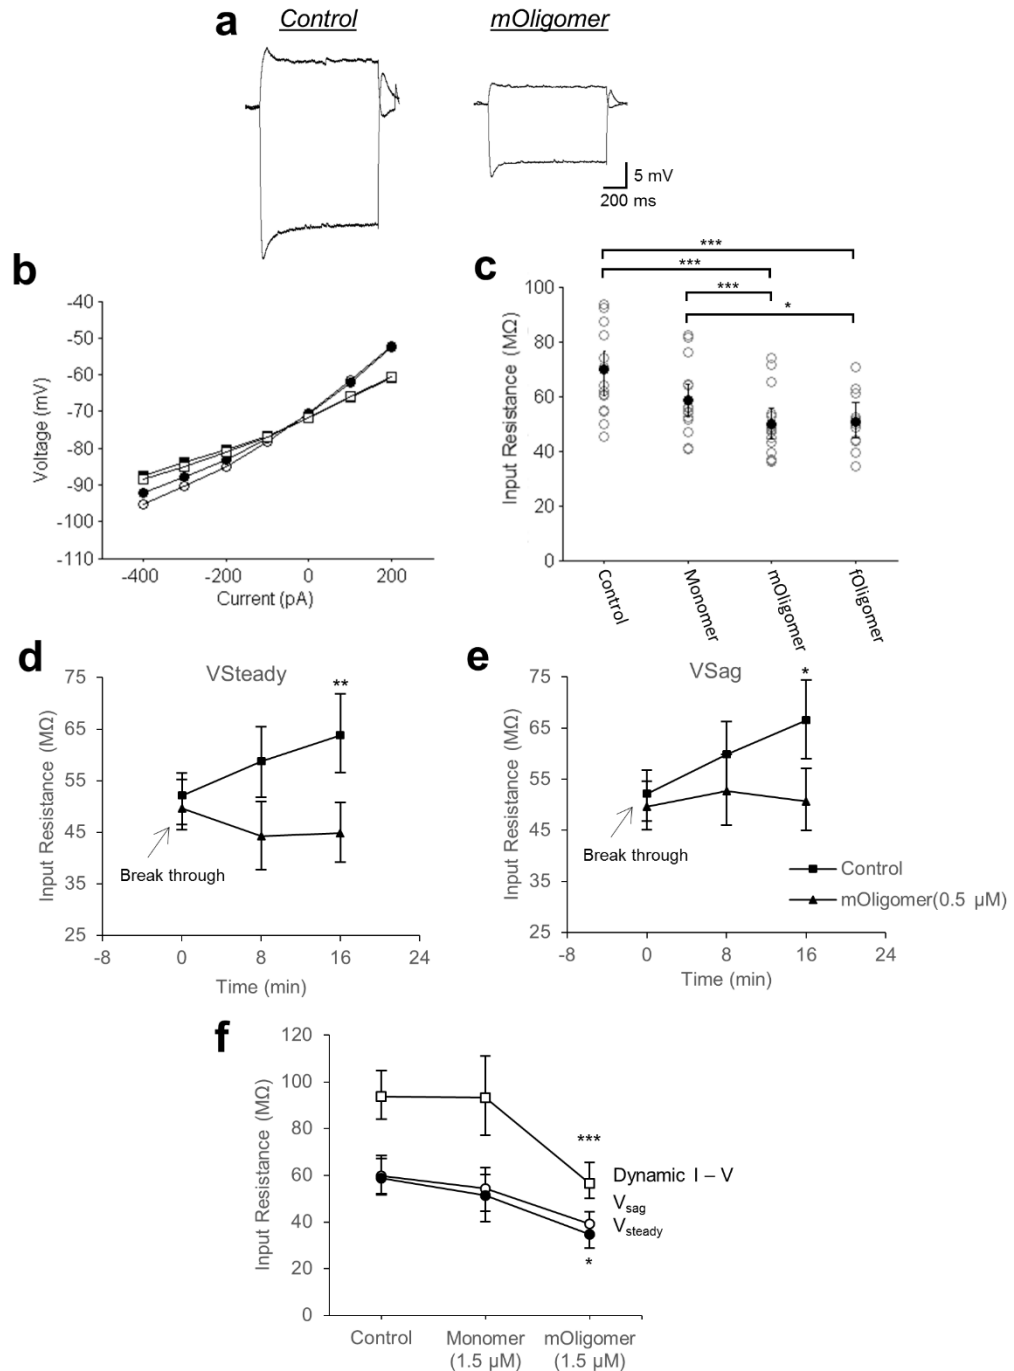 a
Control
mOligomer
5 mV
200 ms
b
-40
-50
-60
-70
-80
-90
-100
-110
Voltage (mV)
-400
-200
0
200
Current (pA)
c
***
***
***
*
100
80
60
40
20
0
Input Resistance (MΩ)
Control
Monomer
mOligomer
fOligomer
d
VSteady
75
65
55
45
35
25
Input Resistance (MΩ)
**
Break through
-8
0
8
16
24
Time (min)
e
VSag
75
65
55
45
35
25
Input Resistance (MΩ)
*
Break through
Control
mOligomer(0.5 µM)
-8
0
8
16
24
Time (min)
f
120
100
80
60
40
20
0
Input Resistance (MΩ)
***
Dynamic I – V
Vsag
Vsteady
*
Control
Monomer
(1.5 µM)
mOligomer
(1.5 µM)